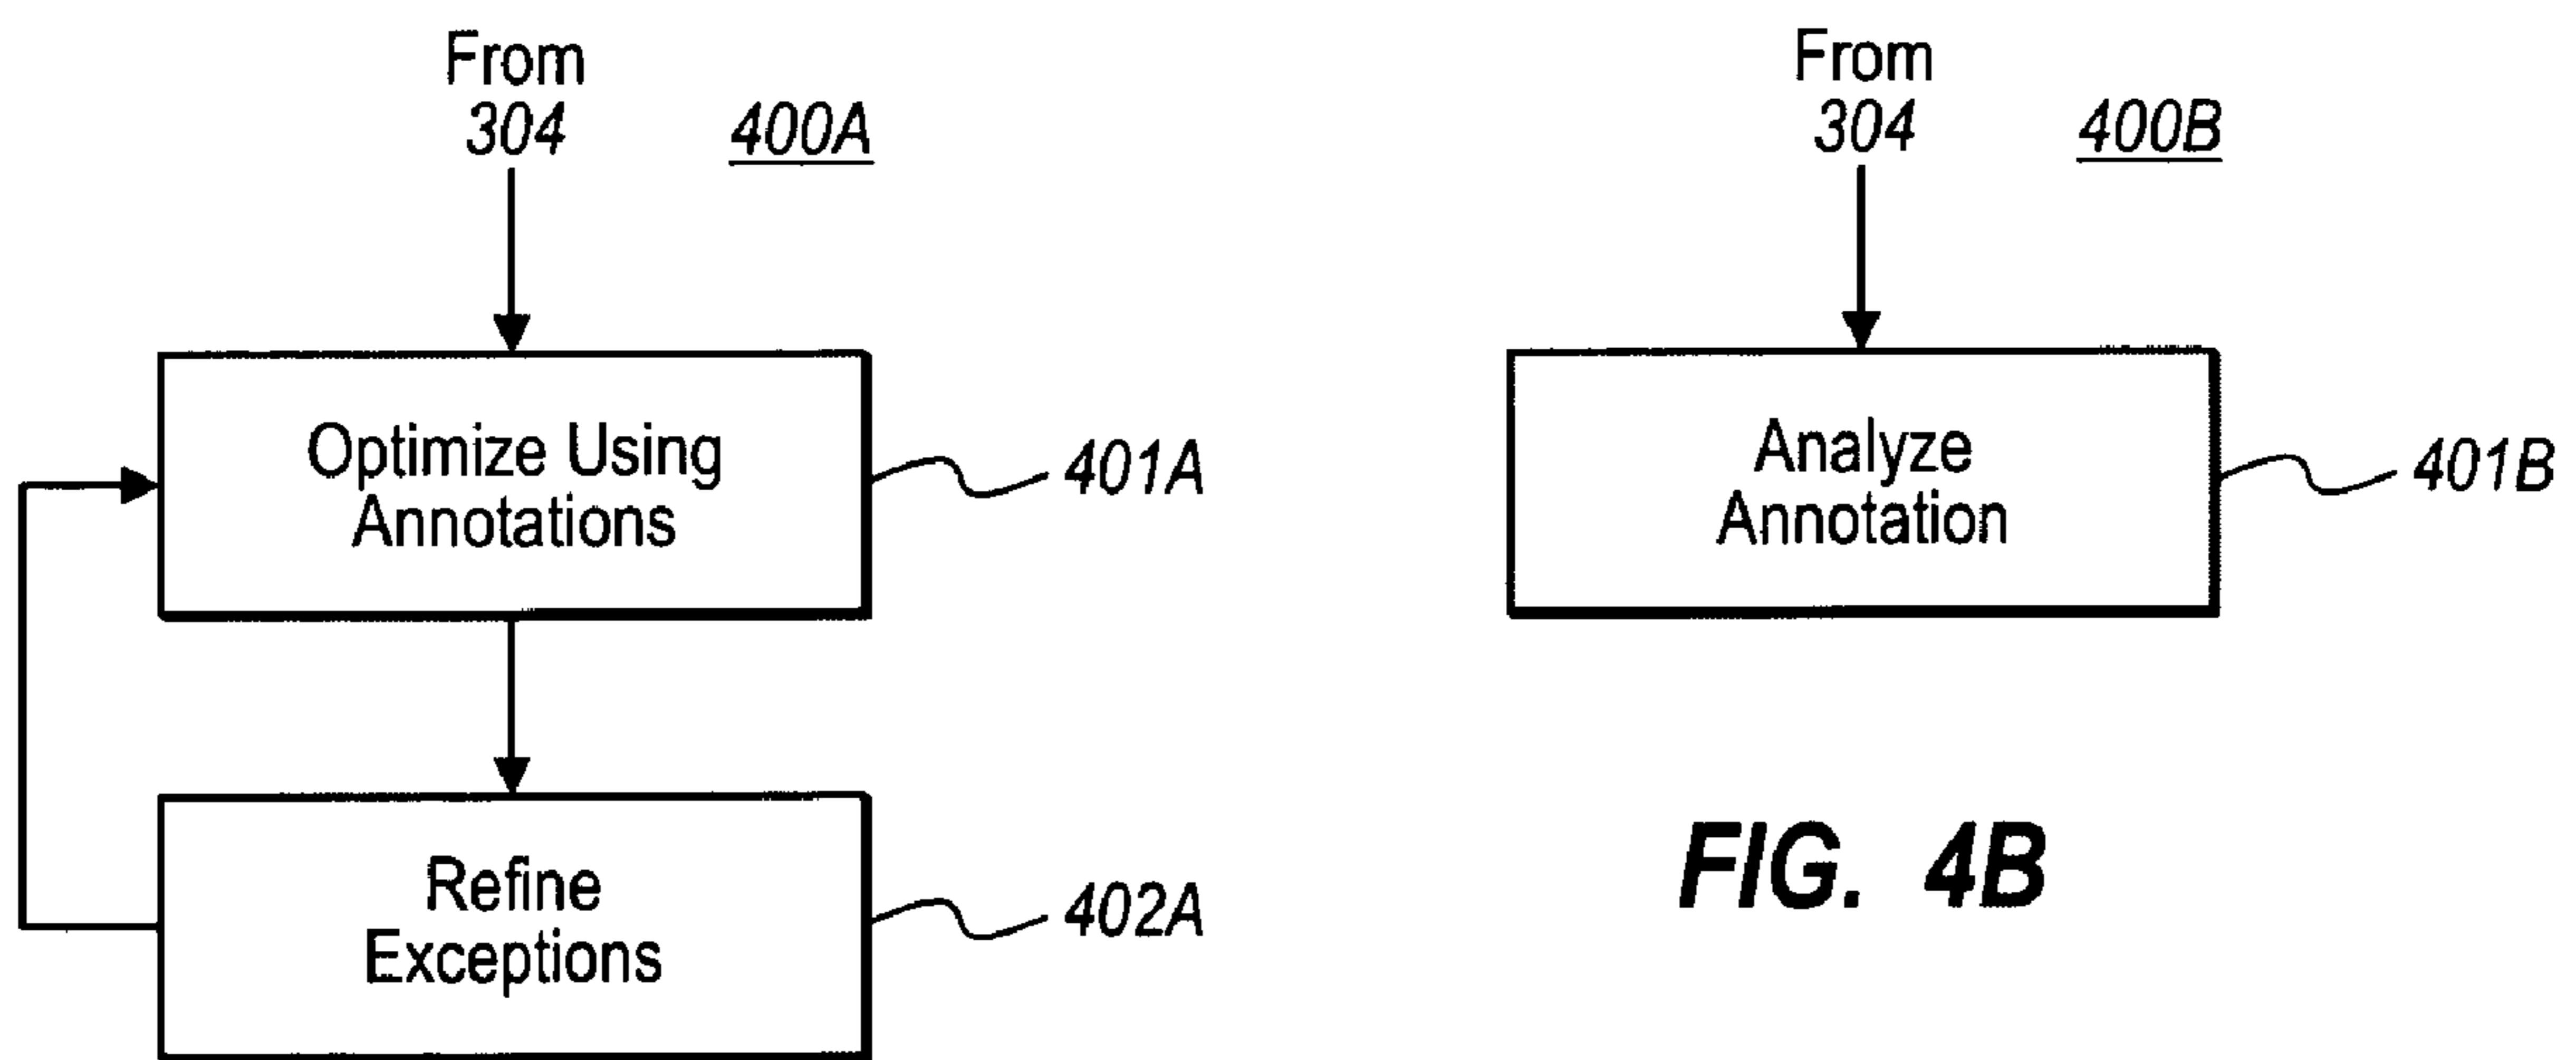 From
304
400A
Optimize Using
Annotations
401A
Refine
Exceptions
402A
From
304
400B
Analyze
Annotation
401B
FIG. 4B